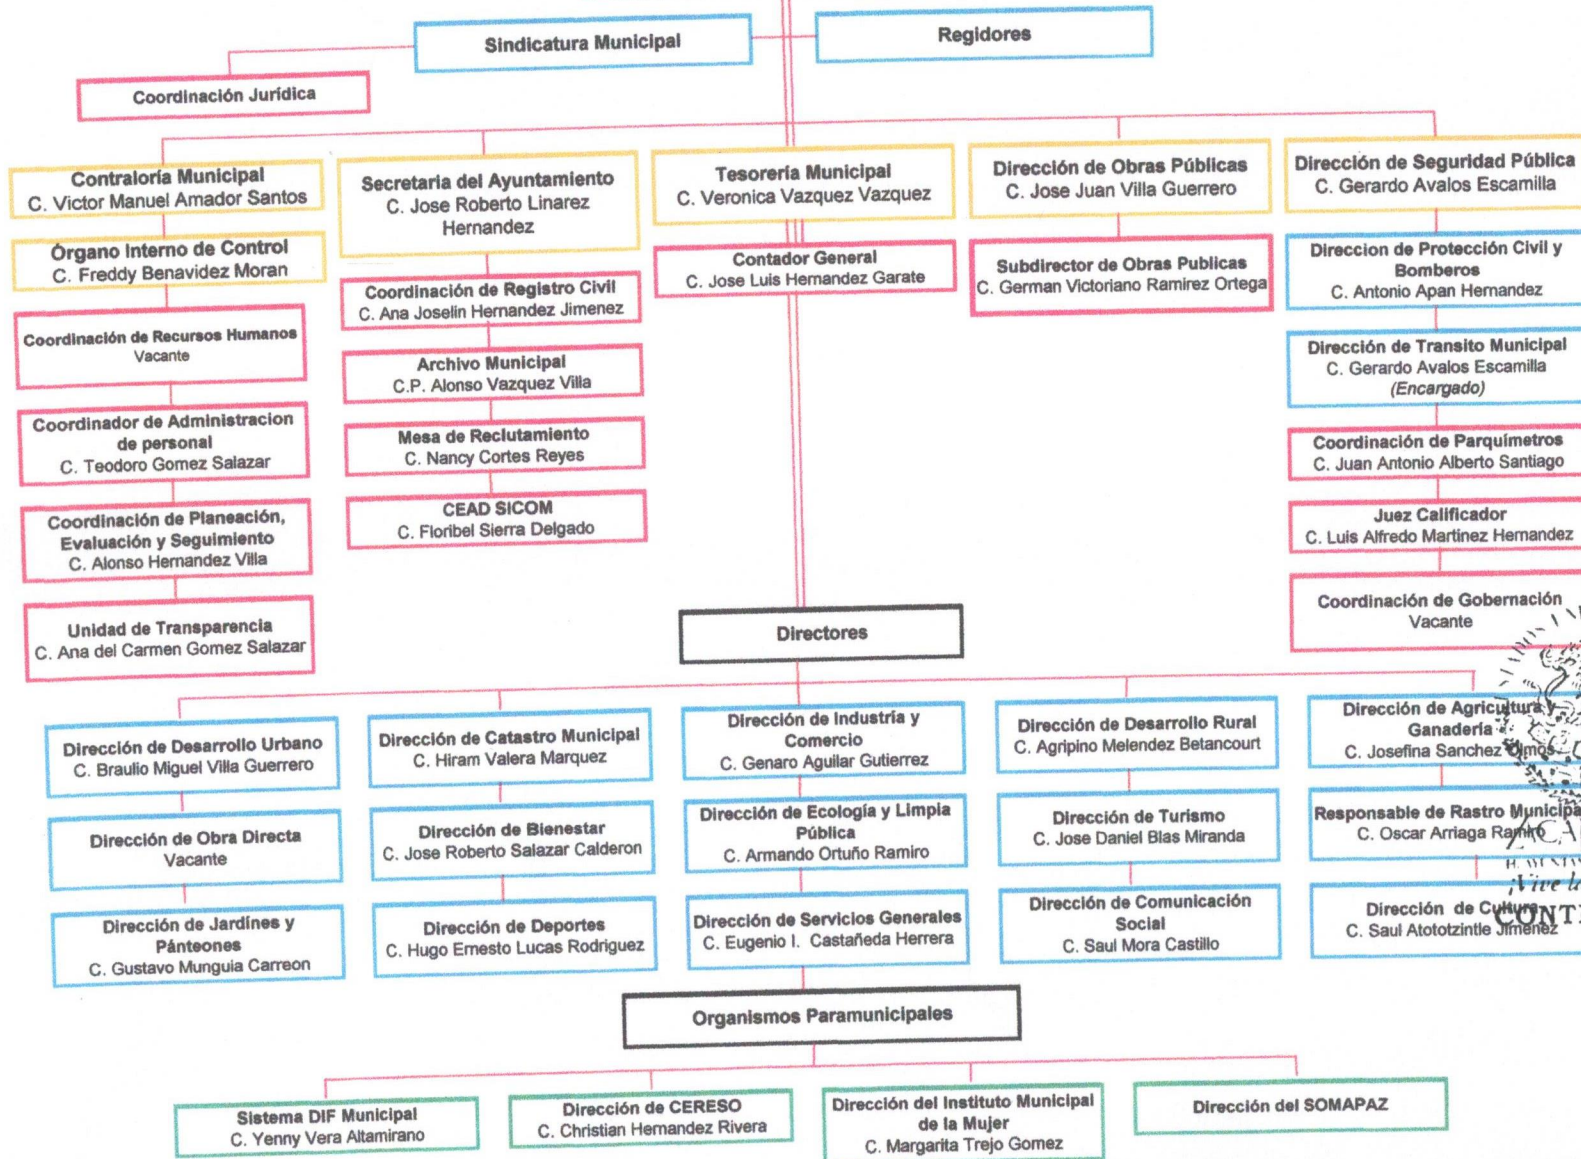 Sindicatura Municipal
Regidores
Coordinación Jurídica
Contraloría Municipal
C. Victor Manuel Amador Santos
Órgano Interno de Control
C. Freddy Benavidez Moran
Coordinación de Recursos Humanos
Vacante
Coordinador de Administracion
de personal
C. Teodoro Gomez Salazar
Coordinación de Planeación,
Evaluación y Seguimiento
C. Alonso Hernandez Villa
Unidad de Transparencia
C. Ana del Carmen Gomez Salazar
Secretaria del Ayuntamiento
C. Jose Roberto Linarez
Hernandez
Coordinación de Registro Civil
C. Ana Joselin Hernandez Jimenez
Archivo Municipal
C.P. Alonso Vazquez Villa
Mesa de Reclutamiento
C. Nancy Cortes Reyes
CEAD SICOM
C. Floribel Sierra Delgado
Tesorería Municipal
C. Veronica Vazquez Vazquez
Contador General
C. Jose Luis Hernandez Garate
Dirección de Obras Públicas
C. Jose Juan Villa Guerrero
Subdirector de Obras Publicas
C. German Victoriano Ramirez Ortega
Dirección de Seguridad Pública
C. Gerardo Avalos Escamilla
Direccion de Protección Civil y
Bomberos
C. Antonio Apan Hernandez
Dirección de Transito Municipal
C. Gerardo Avalos Escamilla
(Encargado)
Coordinación de Parquímetros
C. Juan Antonio Alberto Santiago
Juez Calificador
C. Luis Alfredo Martinez Hernandez
Coordinación de Gobernación
Vacante
Directores
Dirección de Desarrollo Urbano
C. Braulio Miguel Villa Guerrero
Dirección de Obra Directa
Vacante
Dirección de Jardínes y
Pánteones
C. Gustavo Munguia Carreon
Dirección de Catastro Municipal
C. Hiram Valera Marquez
Dirección de Bienestar
C. Jose Roberto Salazar Calderon
Dirección de Deportes
C. Hugo Ernesto Lucas Rodriguez
Dirección de Industria y
Comercio
C. Genaro Aguilar Gutierrez
Dirección de Ecología y Limpia
Pública
C. Armando Ortuño Ramiro
Dirección de Servicios Generales
C. Eugenio I. Castañeda Herrera
Dirección de Desarrollo Rural
C. Agripino Melendez Betancourt
Dirección de Turismo
C. Jose Daniel Blas Miranda
Dirección de Comunicación
Social
C. Saul Mora Castillo
Dirección de Agricultura y
Ganadería
C. Josefina Sanchez Olmos
Responsable de Rastro Municipa
C. Oscar Arriaga Ramiro
Dirección de Cultura
C. Saul Atototzintle Jimenez
¡Vive
CONT
Organismos Paramunicipales
Sistema DIF Municipal
C. Yenny Vera Altamirano
Dirección de CERESO
C. Christian Hernandez Rivera
Dirección del Instituto Municipal
de la Mujer
C. Margarita Trejo Gomez
Dirección del SOMAPAZ